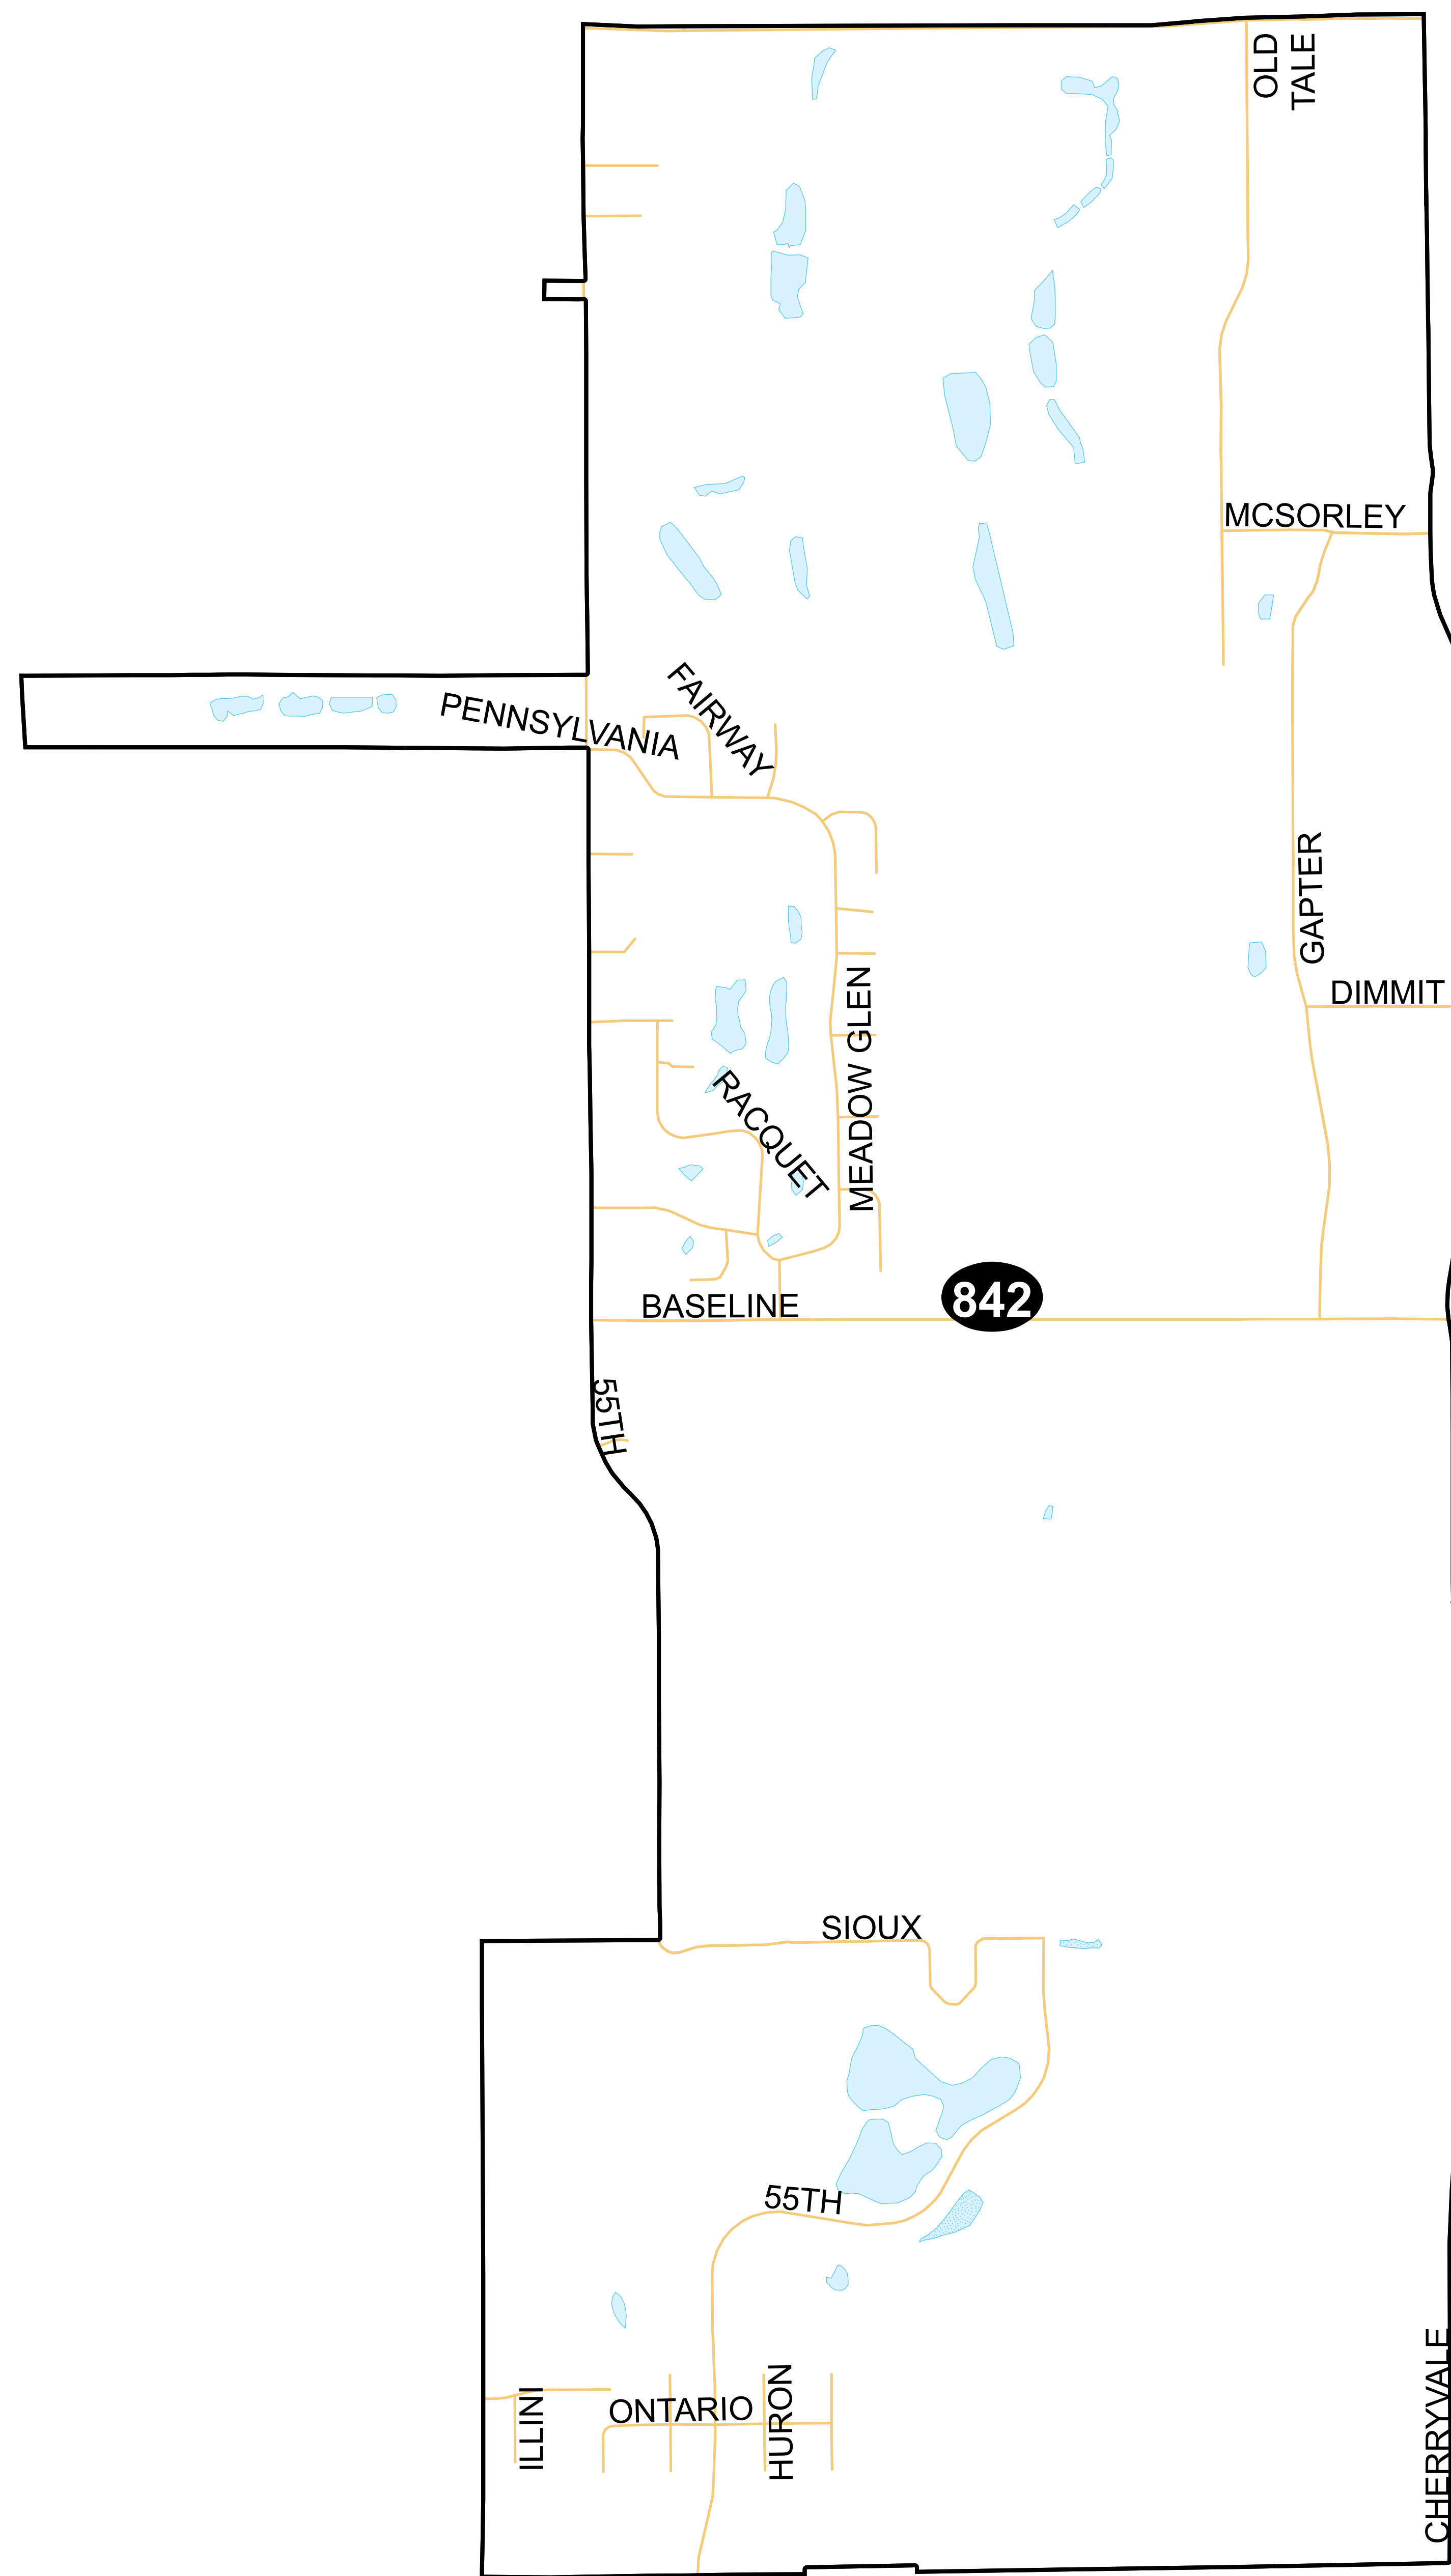 OLD
TALE
MCSORLEY
FAIRWAY
PENNSYLVANIA
GAPTER
DIMMIT
MEADOW GLEN
RACQUET
BASELINE
842
55TH
SIOUX
55TH
ILLINI
ONTARIO
HURON
CHERRYVALE